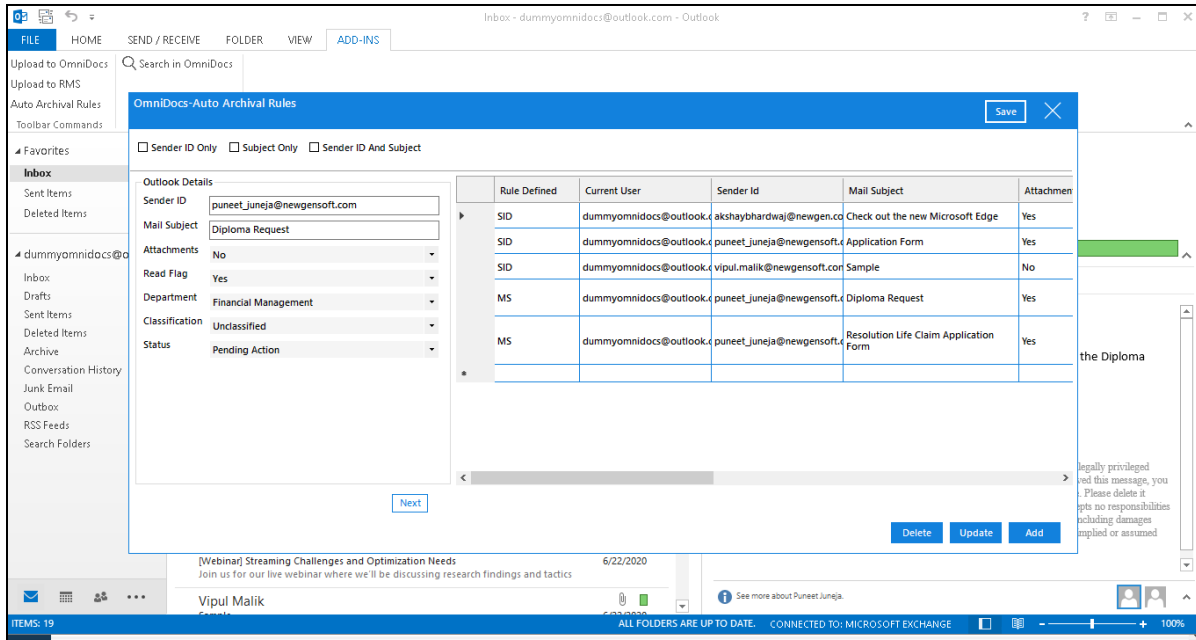 Inbox - dummyomnidocs@outlook.com - Outlook
FILE HOME SEND / RECEIVE FOLDER VIEW ADD-INS
Upload to OmniDocs Search in OmniDocs
Upload to RMS
Auto Archival Rules
Toolbar Commands
Favorites
Inbox
Sent Items
Deleted Items
dummyomnidocs@o
Inbox
Drafts
Sent Items
Deleted Items
Archive
Conversation History
Junk Email
Outbox
RSS Feeds
Search Folders
OmniDocs-Auto Archival Rules
Save
Sender ID Only Subject Only Sender ID And Subject
Outlook Details
Sender ID puneet_juneja@newgensoft.com
Mail Subject Diploma Request
Attachments No
Read Flag Yes
Department Financial Management
Classification Unclassified
Status Pending Action
Next
Rule Defined Current User Sender Id Mail Subject Attachmen
SID dummyomnidocs@outlook.c akshaybhardwaj@newgen.co Check out the new Microsoft Edge Yes
SID dummyomnidocs@outlook.c puneet_juneja@newgensoft.c Application Form Yes
SID dummyomnidocs@outlook.c vipul.malik@newgensoft.con Sample No
MS dummyomnidocs@outlook.c puneet_juneja@newgensoft.c Diploma Request Yes
MS dummyomnidocs@outlook.c puneet_juneja@newgensoft.c Resolution Life Claim Application Form Yes
Delete Update Add
the Diploma
legally privileged
ved this message, you
. Please delete it
epts no responsibilities
ncluding damages
mplied or assumed
[Webinar] Streaming Challenges and Optimization Needs 6/22/2020
Join us for our live webinar where we'll be discussing research findings and tactics
Vipul Malik
See more about Puneet Juneja.
ITEMS: 19 ALL FOLDERS ARE UP TO DATE. CONNECTED TO: MICROSOFT EXCHANGE 100%